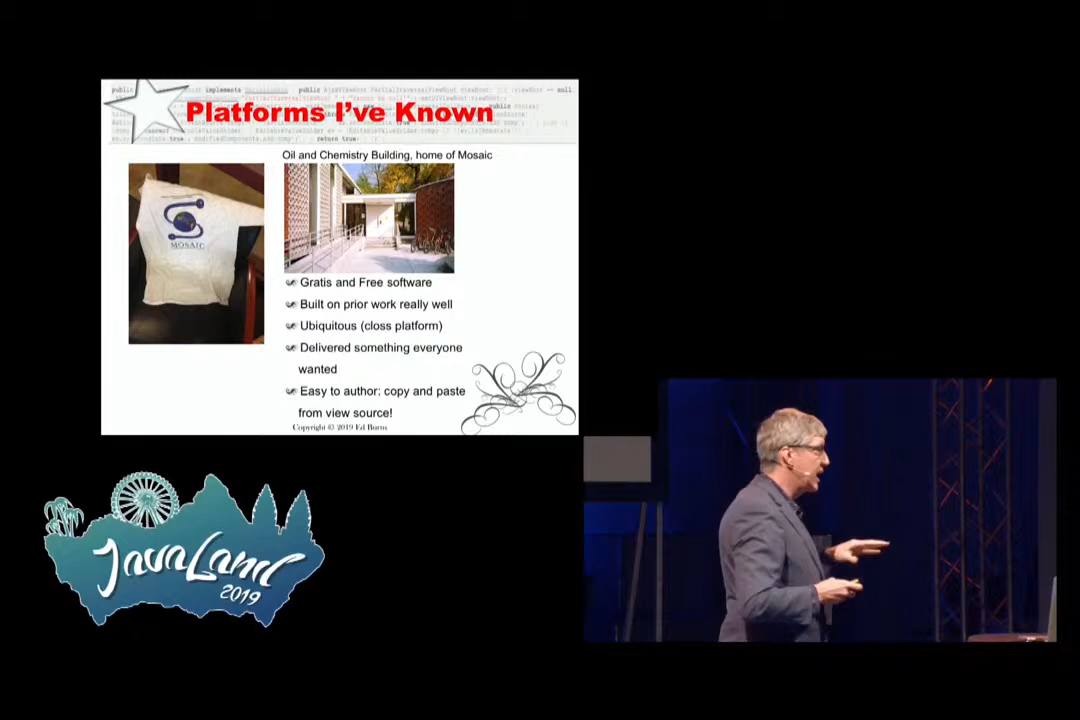 Platforms I've Known
Oil and Chemistry Building, home of Mosaic
MOSAIC
Gratis and Free software
Built on prior work really well
Ubiquitous (closs platform)
Delivered something everyone
wanted
Easy to author: copy and paste
from view source!
Copyright © 2019 Ed Burns
JavaLand
2019